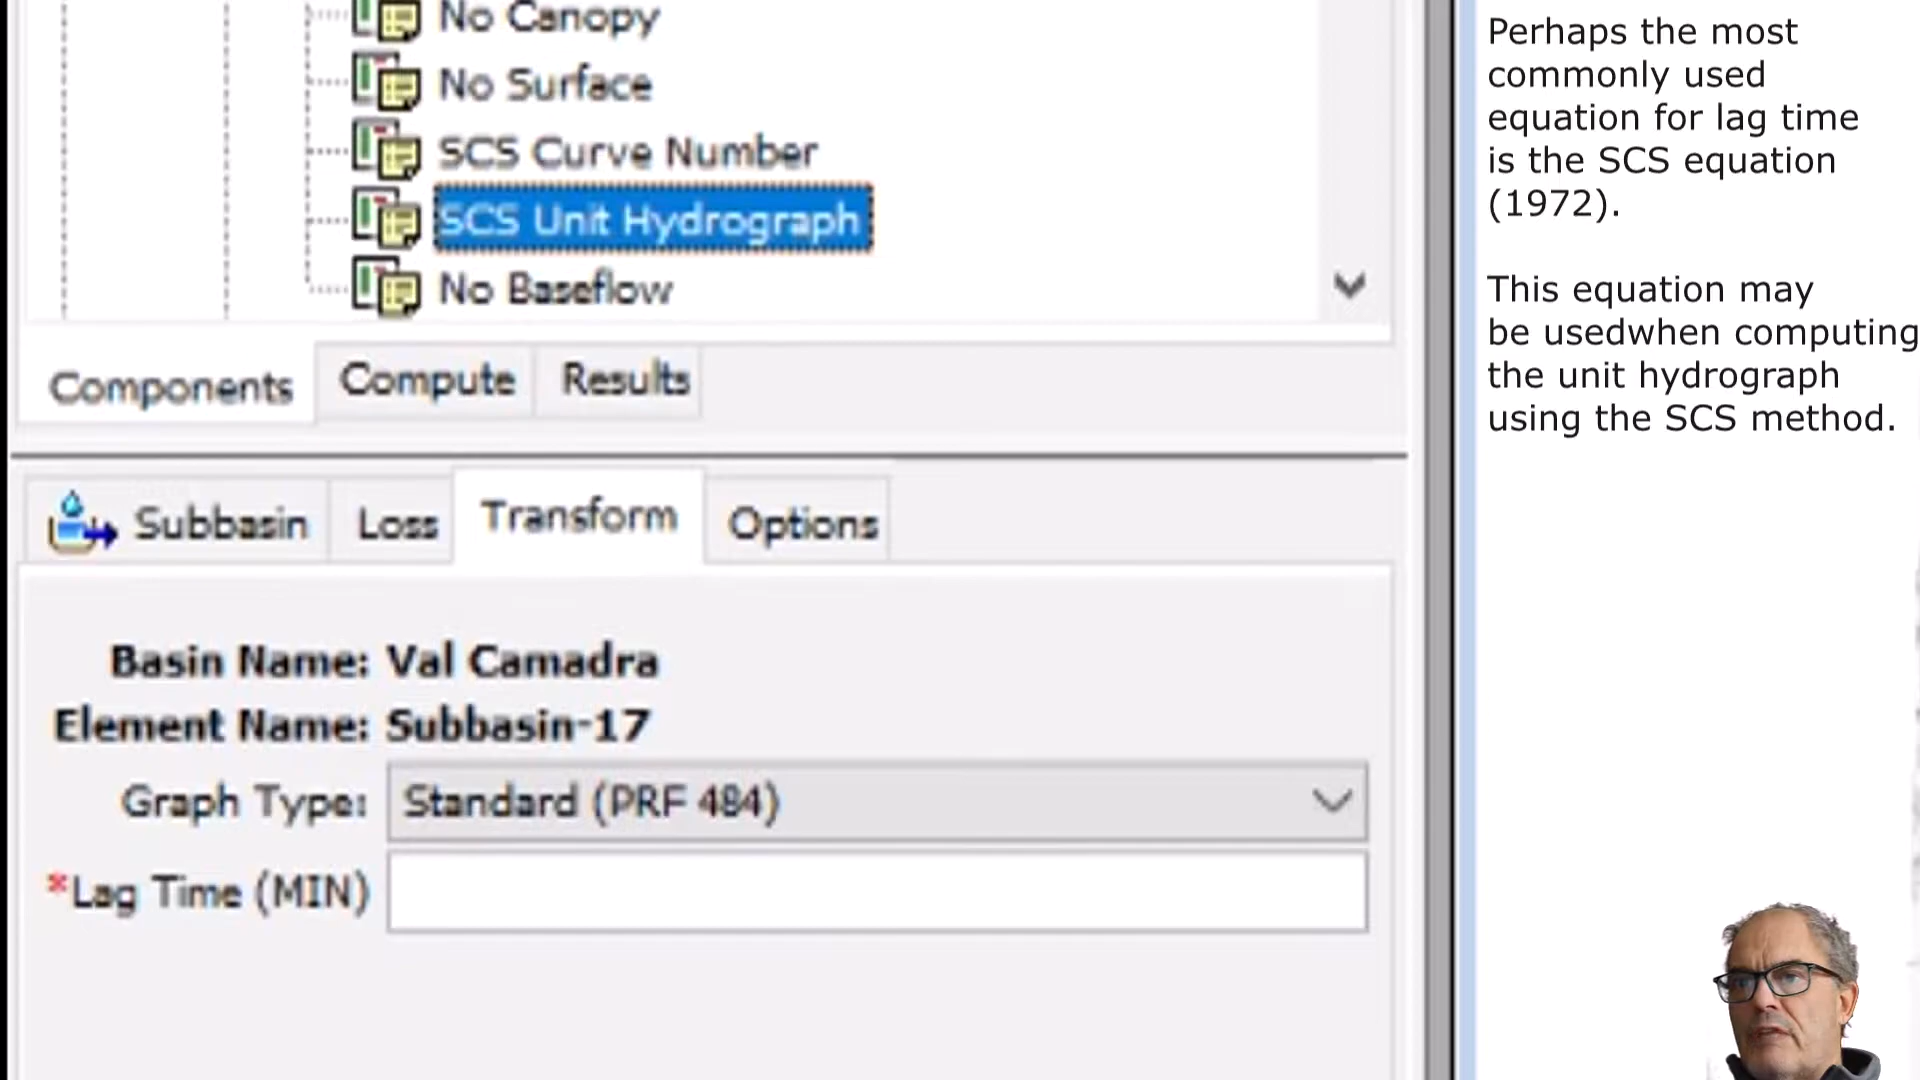 No Canopy
No Surface
SCS Curve Number
SCS Unit Hydrograph
No Baseflow
Components Compute Results
Subbasin Loss Transform Options
Basin Name: Val Camadra
Element Name: Subbasin-17
Graph Type: Standard (PRF 484)
*Lag Time (MIN)
Perhaps the most
commonly used
equation for lag time
is the SCS equation
(1972).
This equation may
be usedwhen computing
the unit hydrograph
using the SCS method.